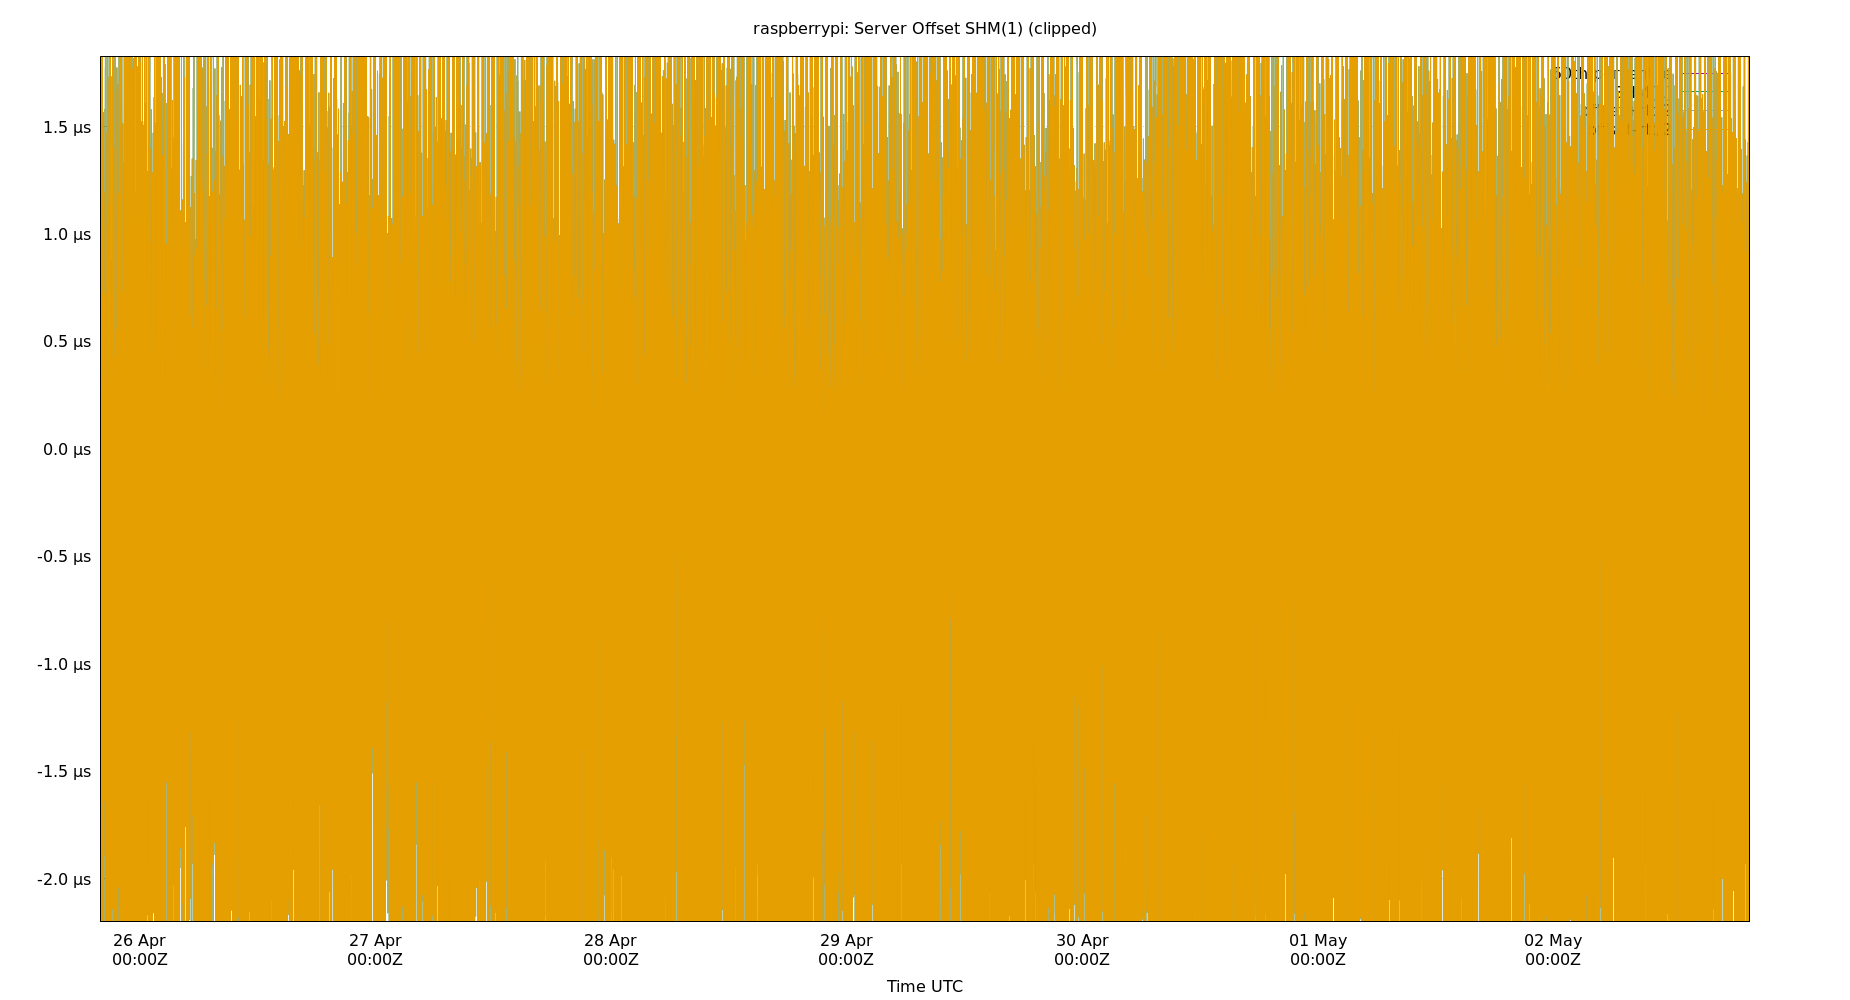 raspberrypi: Server Offset SHM(1) (clipped)
1.5 µs
1.0 µs
0.5 µs
0.0 µs
-0.5 µs
-1.0 µs
-1.5 µs
-2.0 µs
26 Apr 27 Apr 28 Apr 29 Apr 30 Apr 01 May 02 May
00:00Z 00:00Z 00:00Z 00:00Z 00:00Z 00:00Z 00:00Z
Time UTC